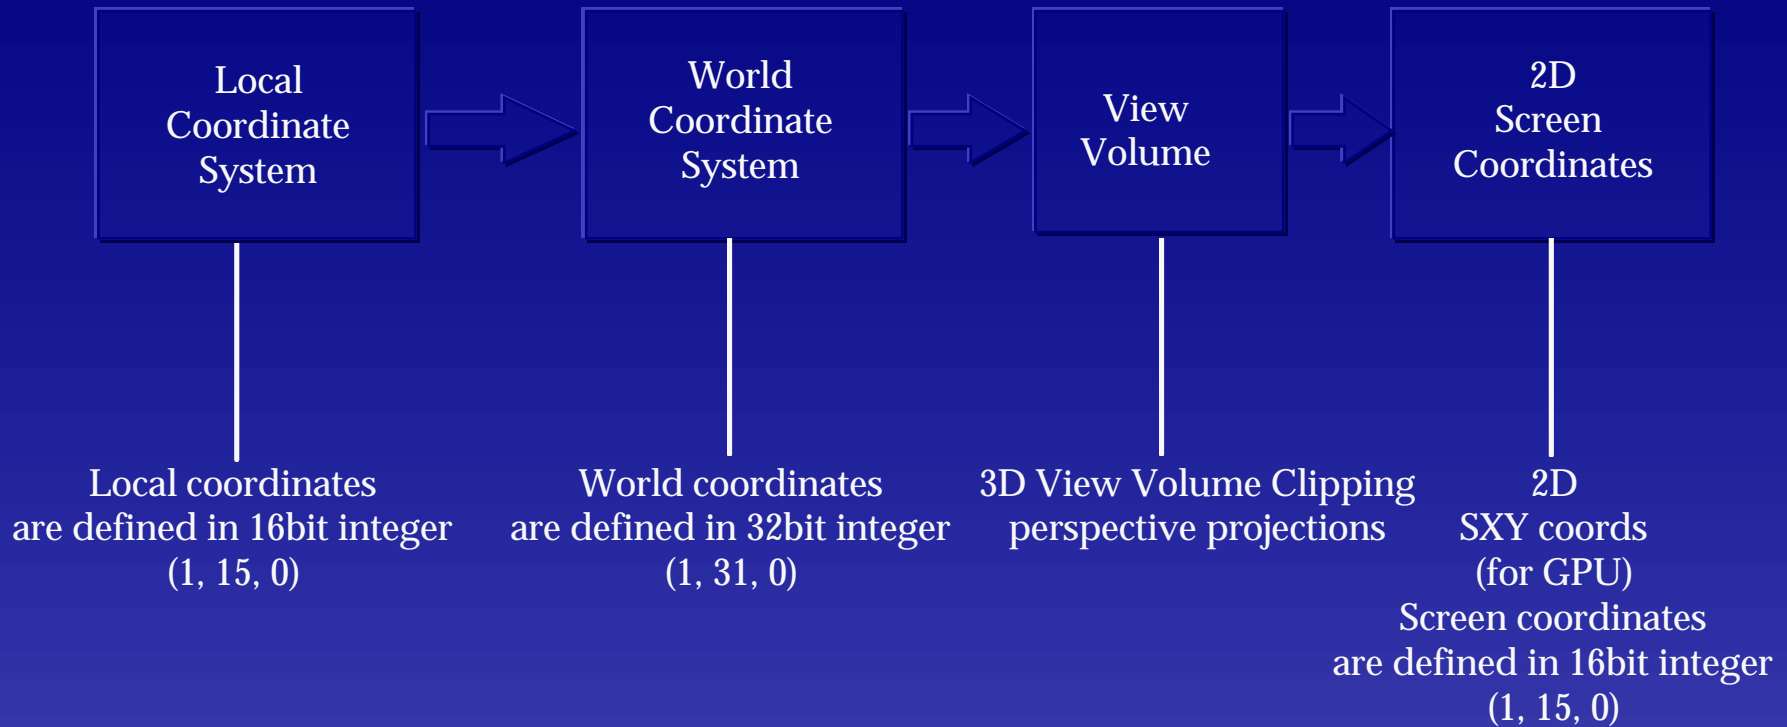 Local
Coordinate
System
World
Coordinate
System
View
Volume
2D
Screen
Coordinates
Local coordinates
are defined in 16bit integer
(1, 15, 0)
World coordinates
are defined in 32bit integer
(1, 31, 0)
3D View Volume Clipping
perspective projections
2D
SXY coords
(for GPU)
Screen coordinates
are defined in 16bit integer
(1, 15, 0)